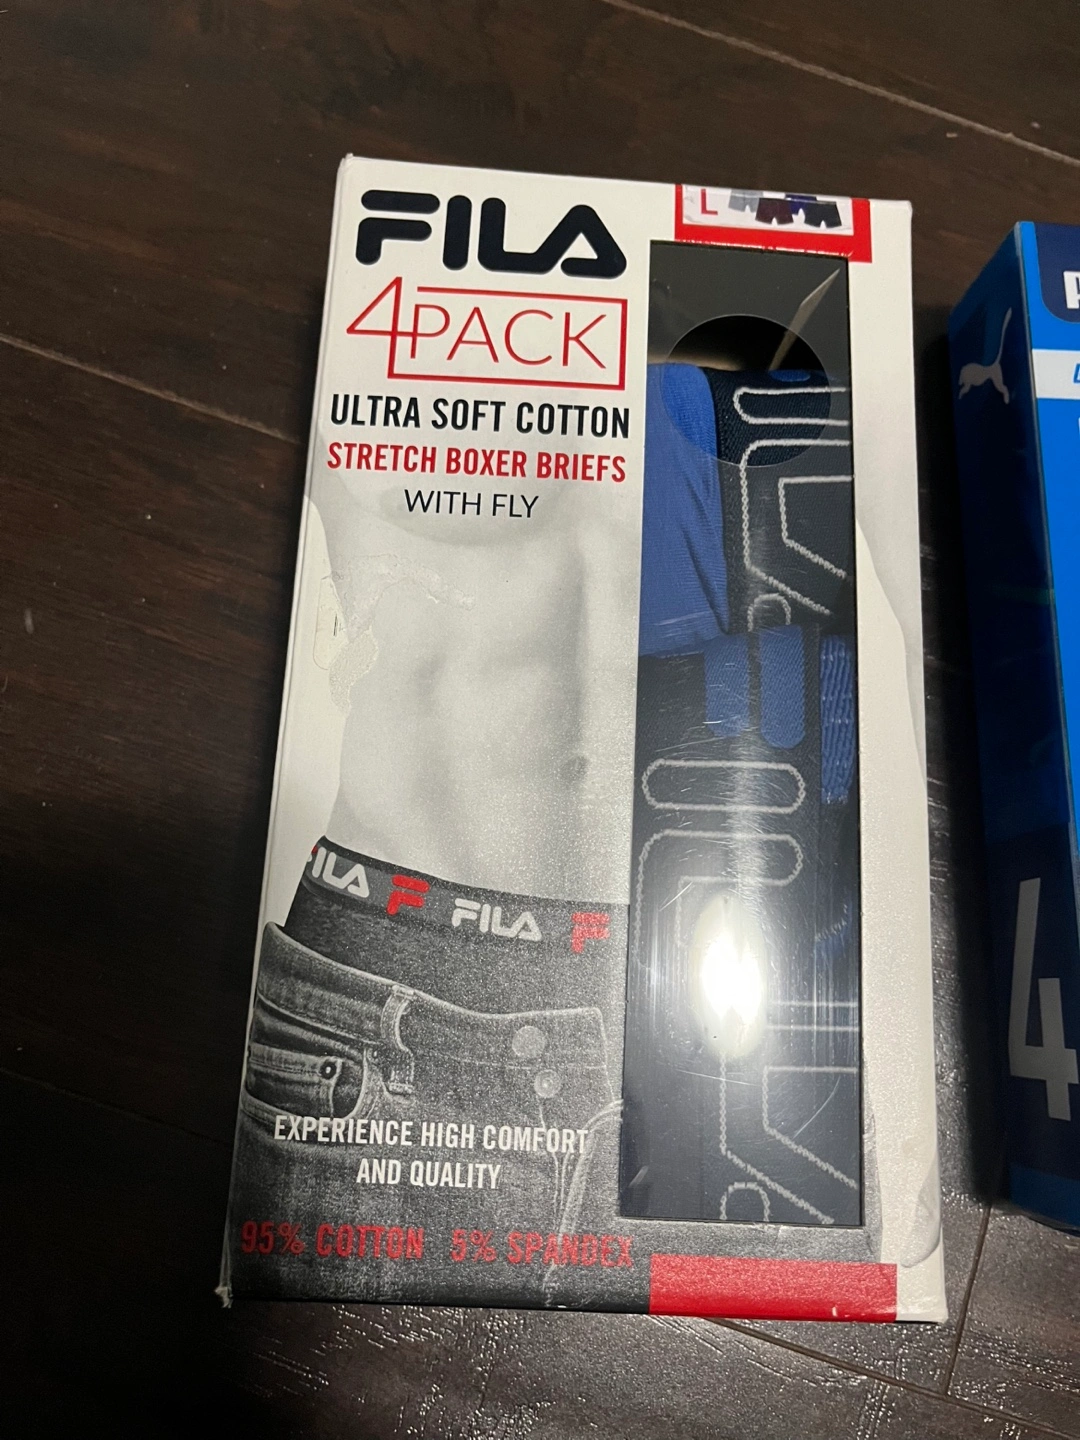 FILA
L
4PACK
ULTRA SOFT COTTON
STRETCH BOXER BRIEFS
WITH FLY
ILA F FILA F
EXPERIENCE HIGH COMFORT
AND QUALITY
95% COTTON 5% SPANDEX
4